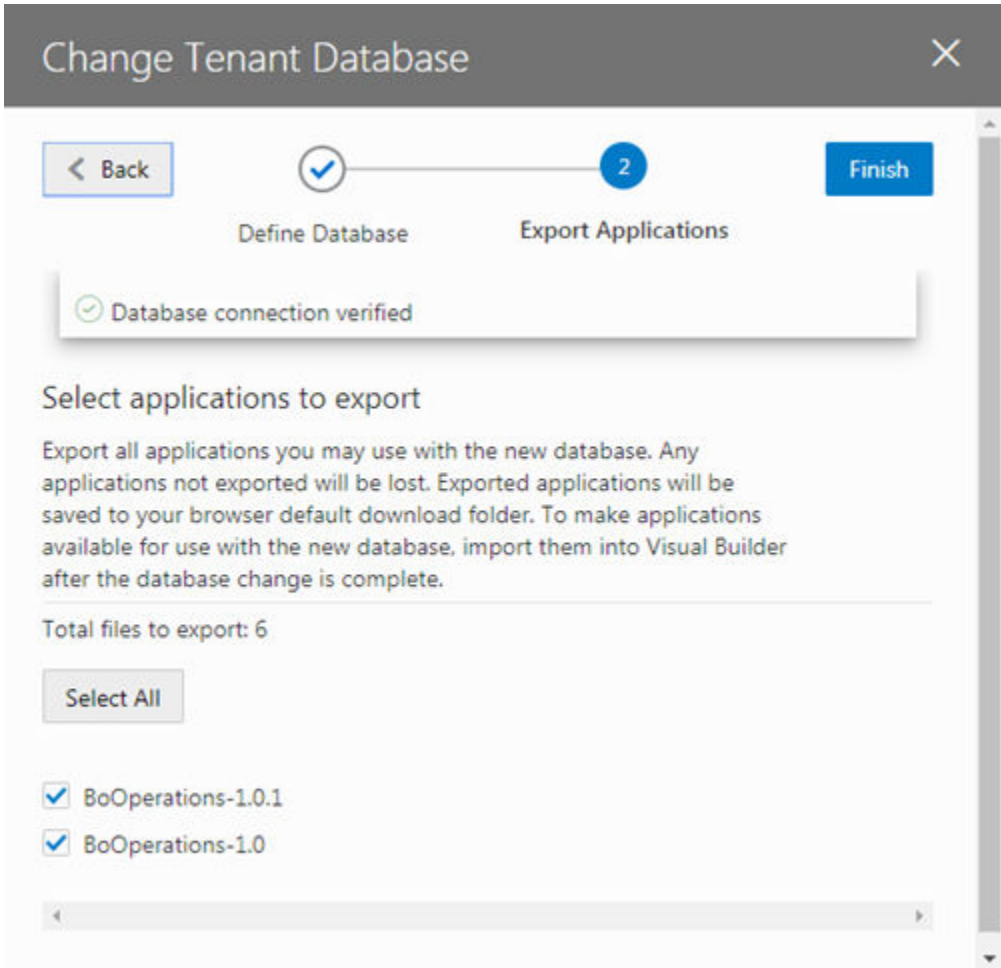 Change Tenant Database
Back
2
Finish
Define Database
Export Applications
Database connection verified
Select applications to export
Export all applications you may use with the new database. Any
applications not exported will be lost. Exported applications will be
saved to your browser default download folder. To make applications
available for use with the new database, import them into Visual Builder
after the database change is complete.
Total files to export: 6
Select All
BoOperations-1.0.1
BoOperations-1.0